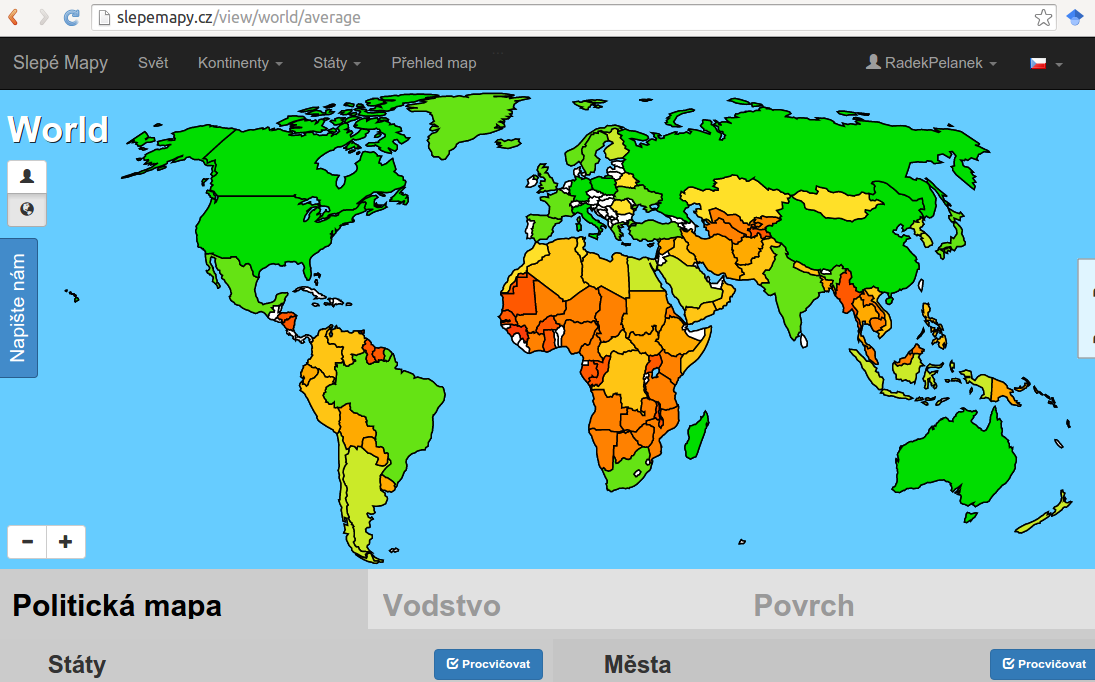 slepemapy.cz/view/world/average
Slepé Mapy Svět Kontinenty Státy Přehled map RadekPelanek
World
Napište nám
Politická mapa Vodstvo Povrch
Státy Procvičovat Města Procvičovat